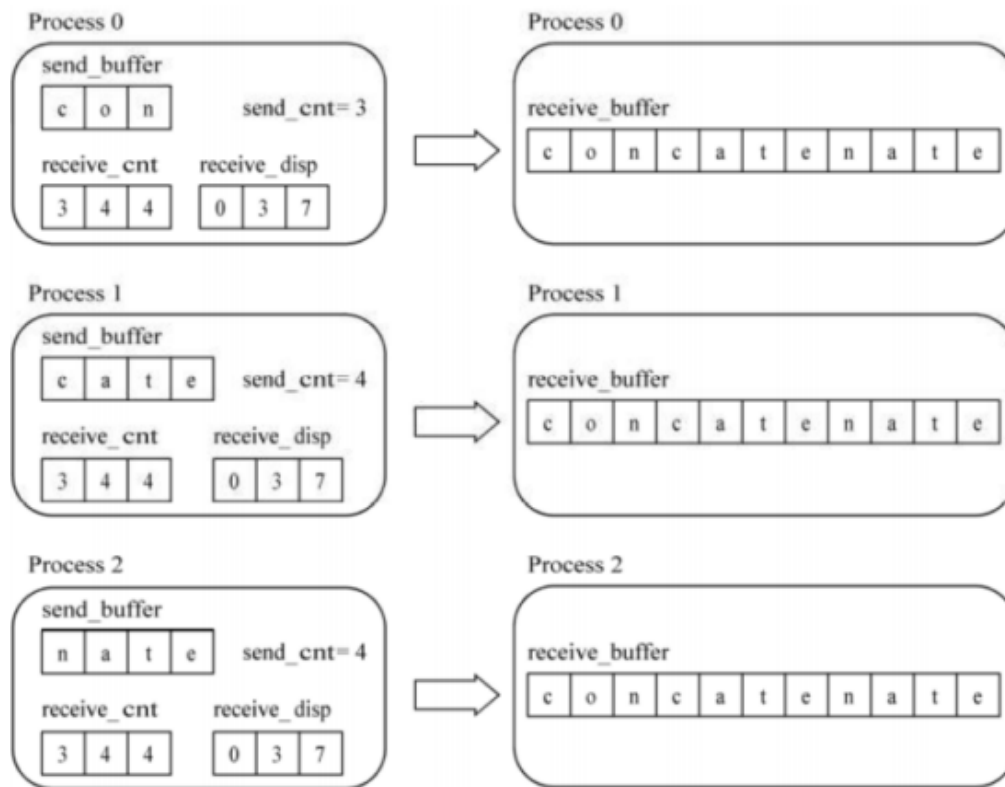 Process 0
send_buffer
c o n
send_cnt= 3
receive_cnt
receive_disp
3 4 4
0 3 7
Process 0
receive_buffer
c o n c a t e n a t e
Process 1
send_buffer
c a t e
send_cnt= 4
receive_cnt
receive_disp
3 4 4
0 3 7
Process 1
receive_buffer
c o n c a t e n a t e
Process 2
send_buffer
n a t e
send_cnt= 4
receive_cnt
receive_disp
3 4 4
0 3 7
Process 2
receive_buffer
c o n c a t e n a t e